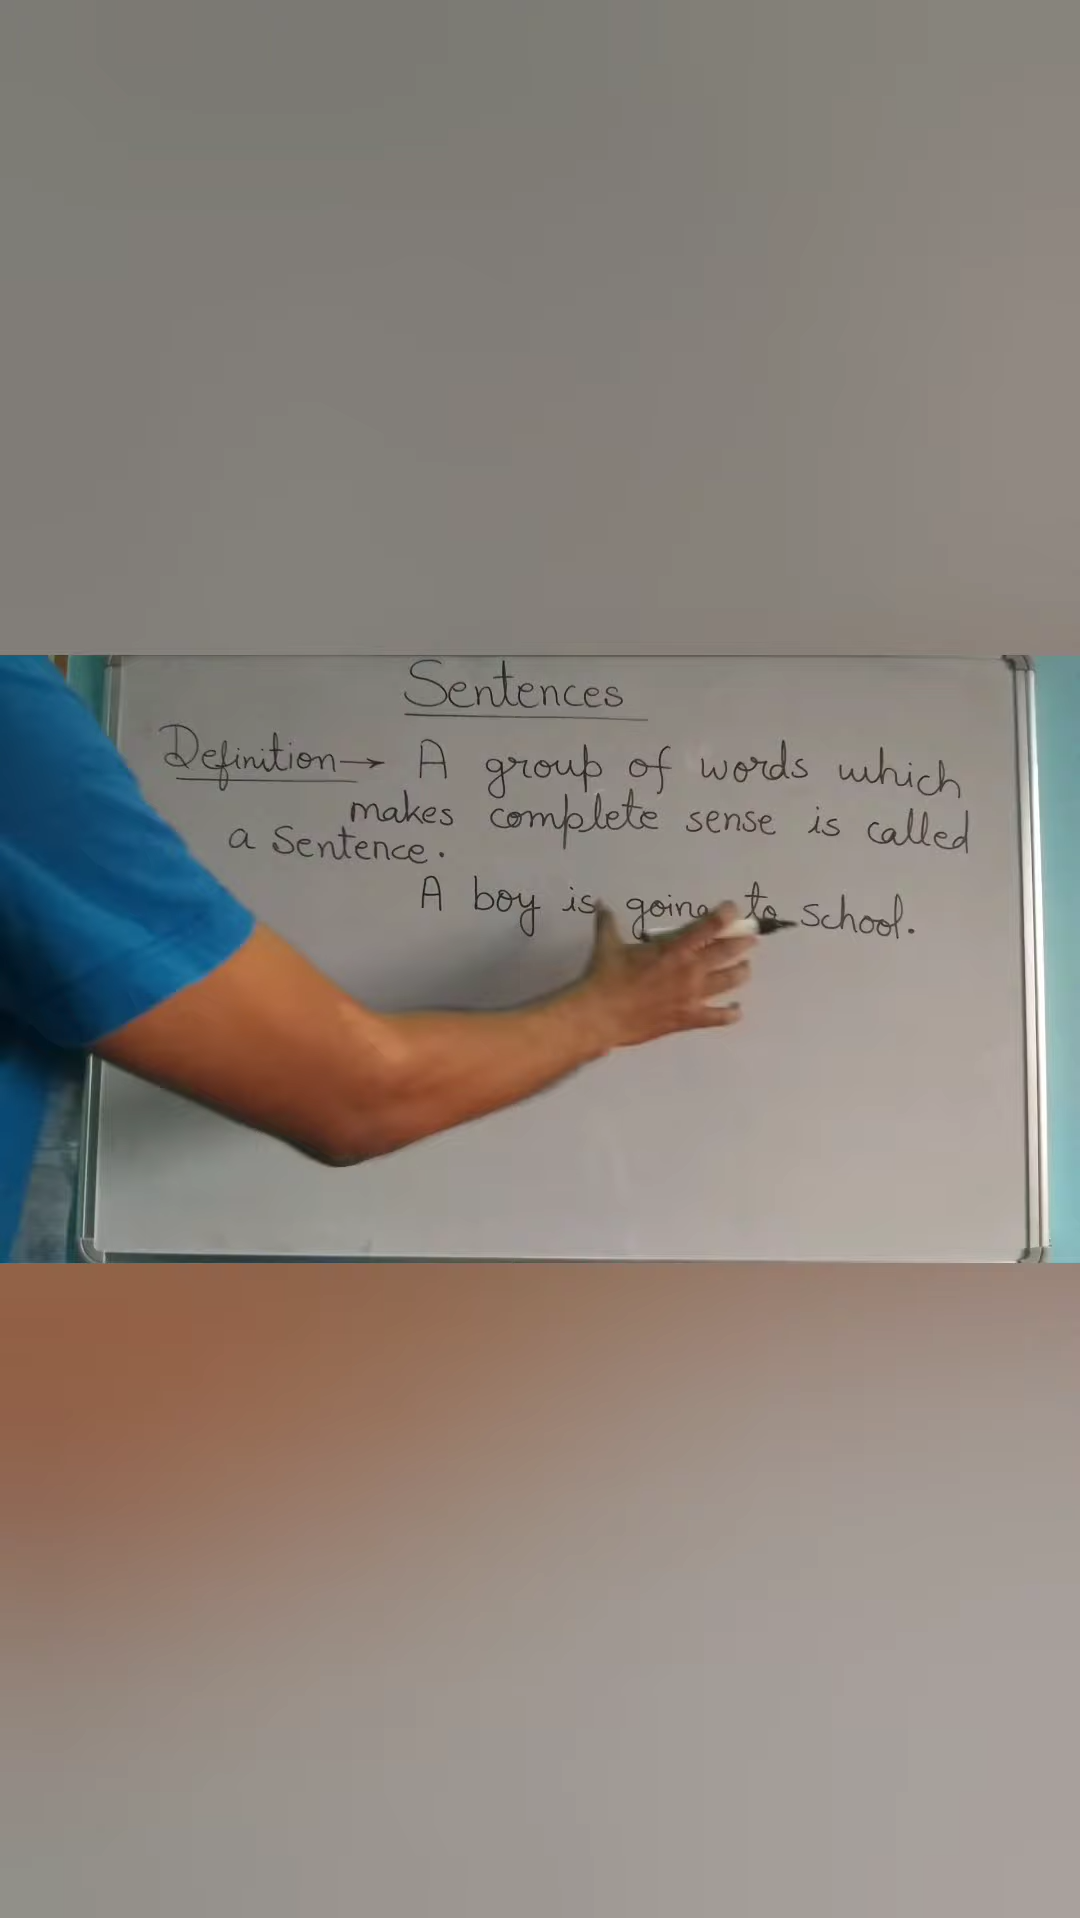 Sentences
Definition → A group of words which
makes complete sense is called
a Sentence.
A boy is going to school.